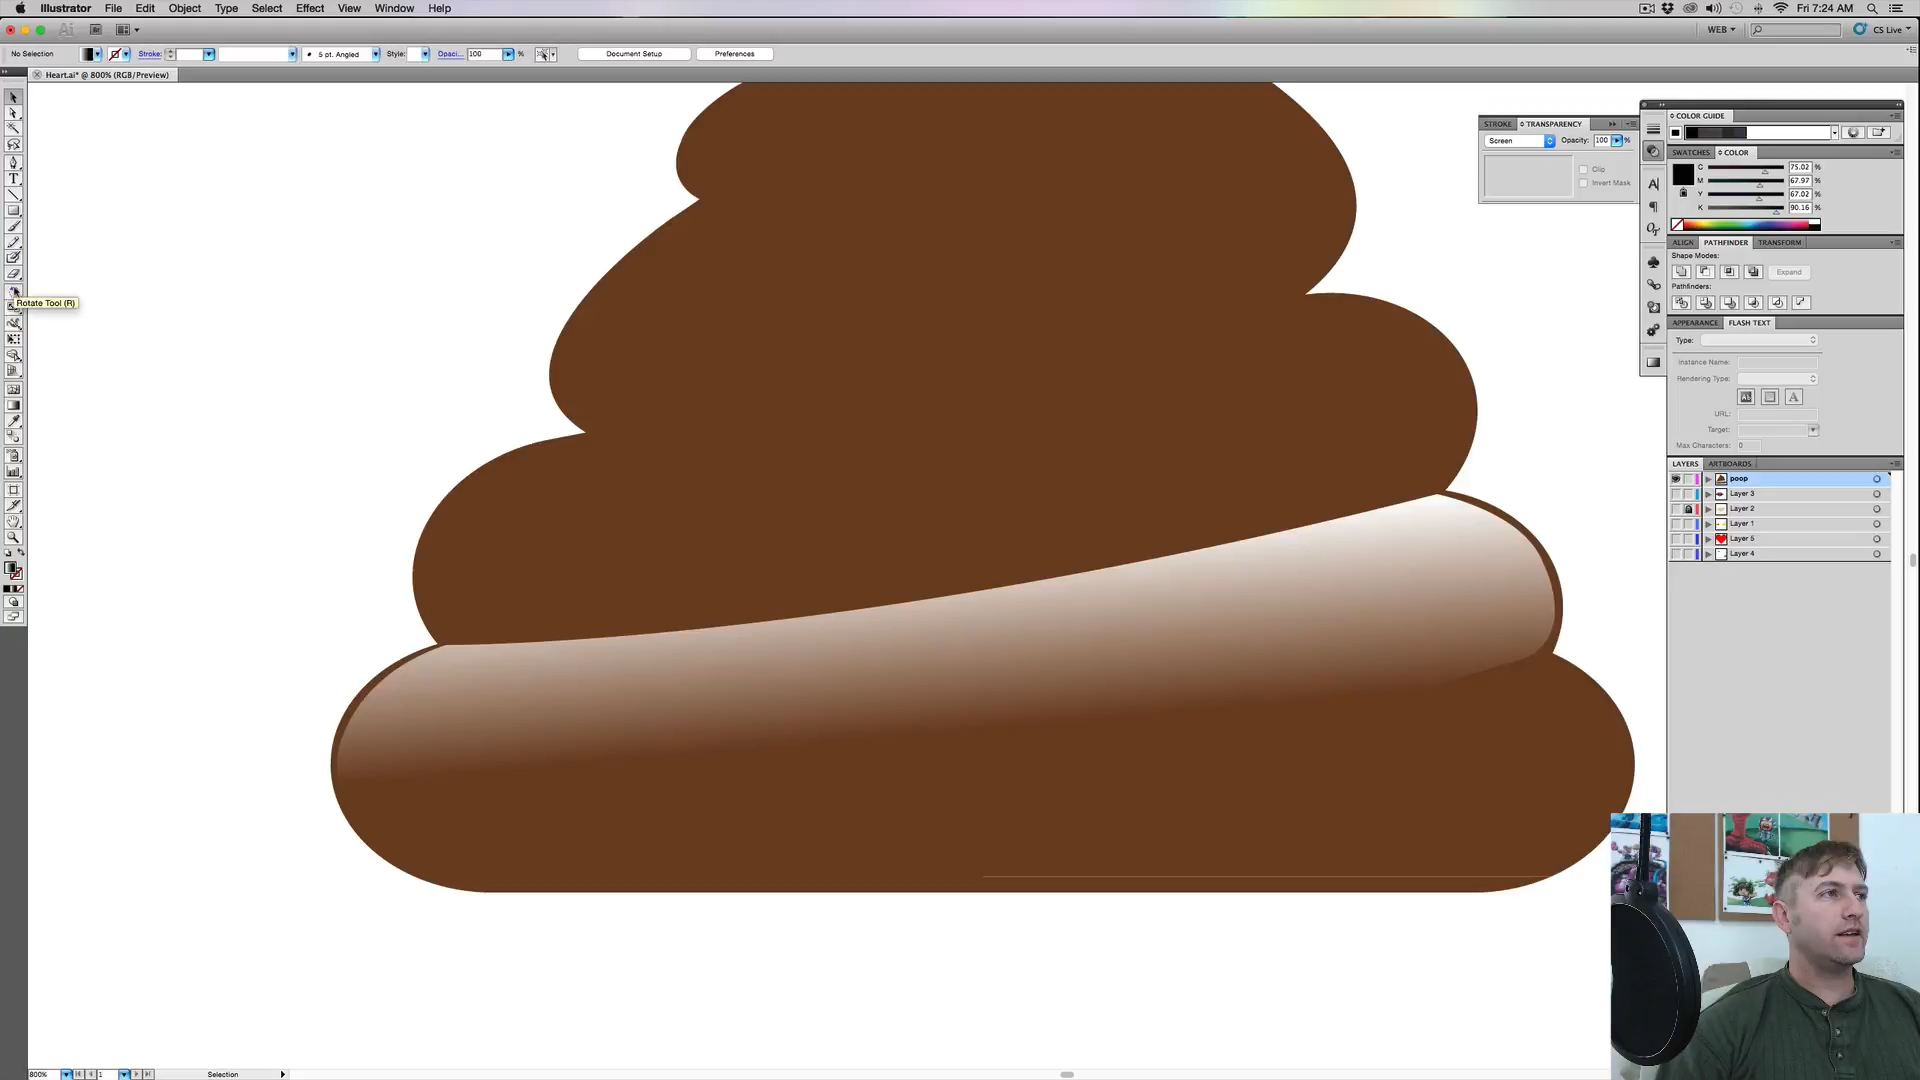 Illustrator File Edit Object Type Select Effect View Window Help
Fri 7:24 AM
Ai
WEB
CS Live
No Selection
Stroke:
5 pt. Angled
Style:
Opaci...
100
%
Document Setup
Preferences
Heart.ai* @ 800% (RGB/Preview)
Rotate Tool (R)
STROKE
TRANSPARENCY
Screen
Opacity:
100
%
Clip
Invert Mask
COLOR GUIDE
SWATCHES
COLOR
C
75.02
%
M
67.97
%
Y
67.02
%
K
90.16
%
ALIGN
PATHFINDER
TRANSFORM
Shape Modes:
Expand
Pathfinders:
APPEARANCE
FLASH TEXT
Type:
Instance Name:
Rendering Type:
URL:
Target:
Max Characters:
0
LAYERS
ARTBOARDS
poop
Layer 3
Layer 2
Layer 1
Layer 5
Layer 4
800%
1
Selection